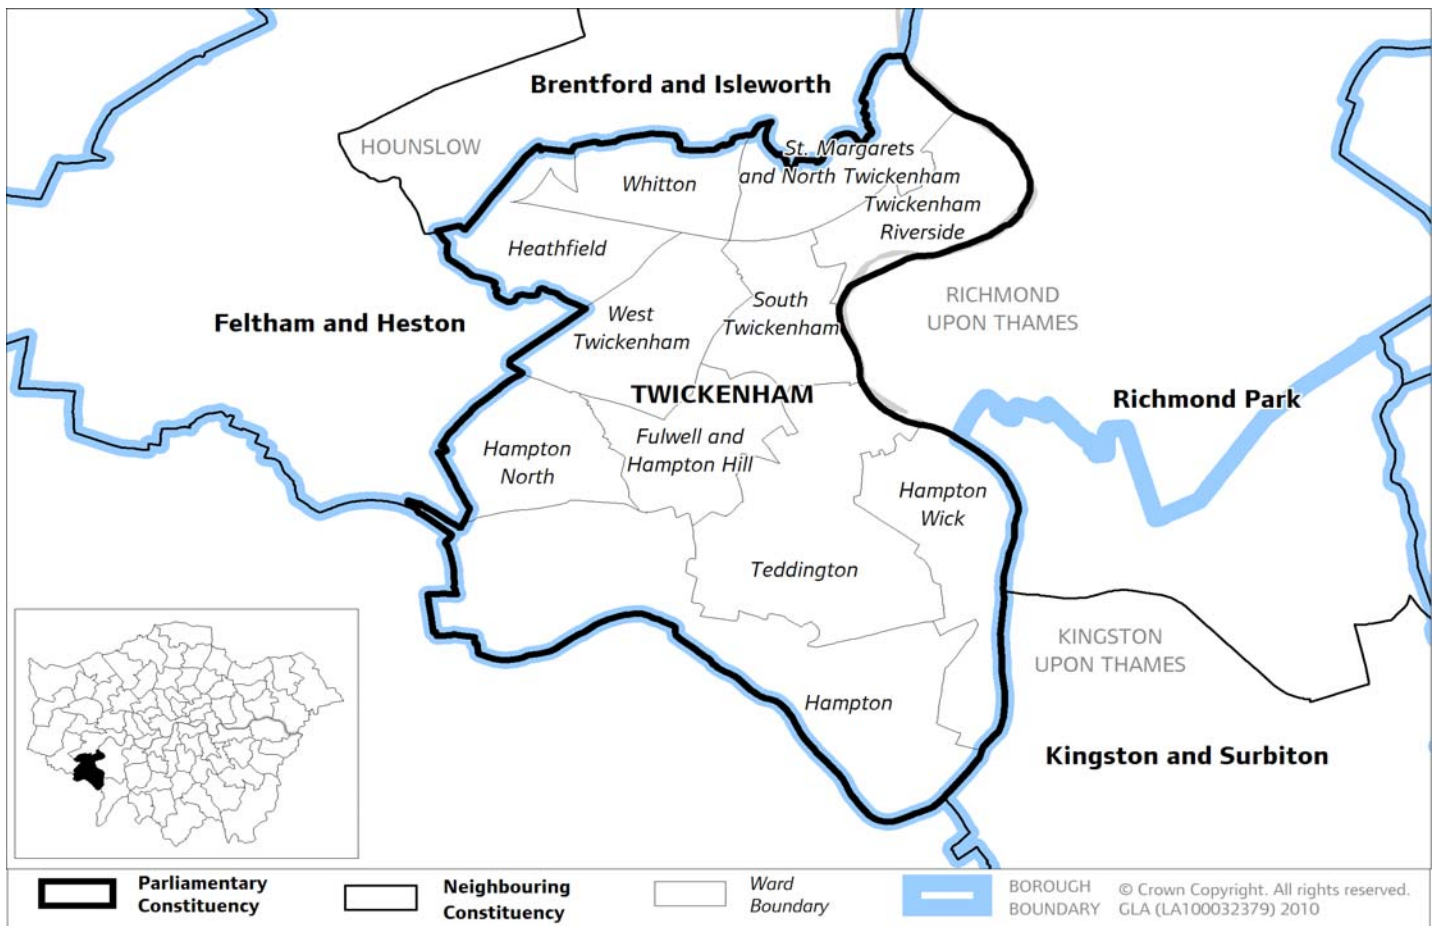 Brentford and Isleworth
HOUNSLOW
St. Margarets
and North Twickenham
Whitton
Twickenham
Riverside
Heathfield
RICHMOND
UPON THAMES
South
Twickenham
West
Twickenham
Feltham and Heston
TWICKENHAM
Richmond Park
Fulwell and
Hampton Hill
Hampton
North
Hampton
Wick
Teddington
KINGSTON
UPON THAMES
Hampton
Kingston and Surbiton
Parliamentary
Constituency
Neighbouring
Constituency
Ward
Boundary
BOROUGH
BOUNDARY
© Crown Copyright. All rights reserved.
GLA (LA100032379) 2010